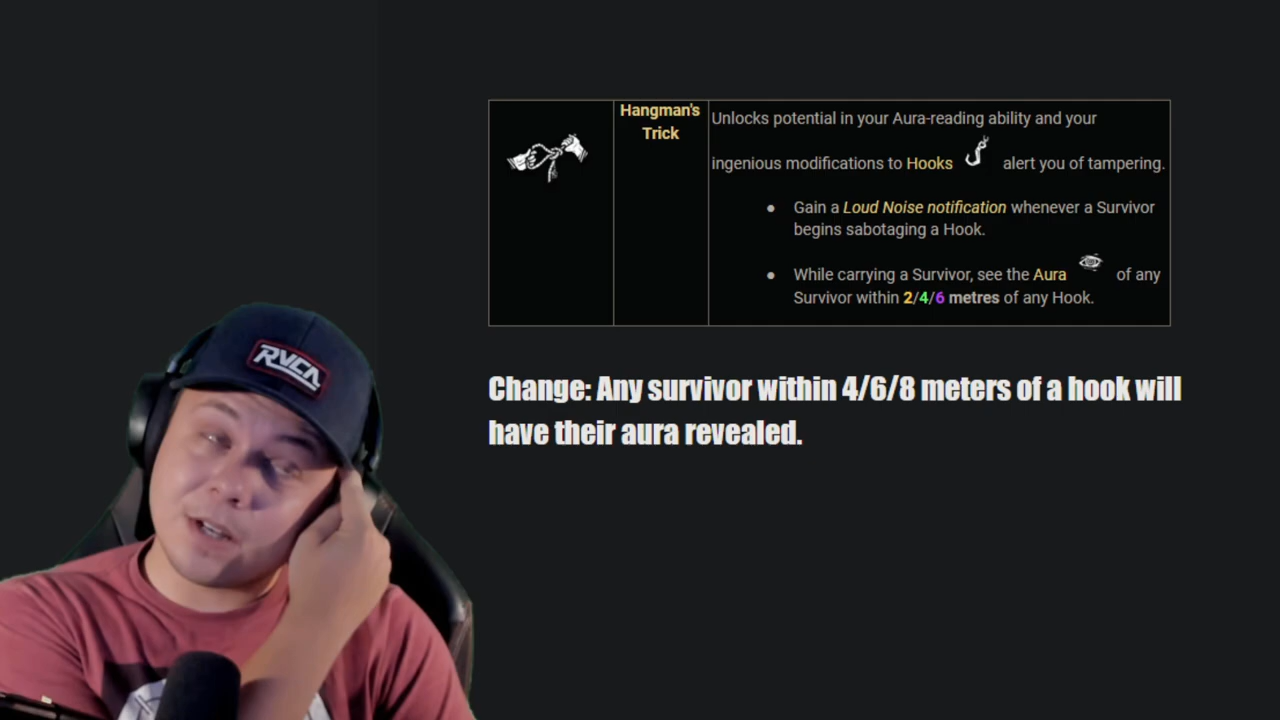 RVCA
Hangman's
Trick
Unlocks potential in your Aura-reading ability and your
ingenious modifications to Hooks alert you of tampering.
● Gain a Loud Noise notification whenever a Survivor
begins sabotaging a Hook.
● While carrying a Survivor, see the Aura of any
Survivor within 2/4/6 metres of any Hook.
Change: Any survivor within 4/6/8 meters of a hook will
have their aura revealed.